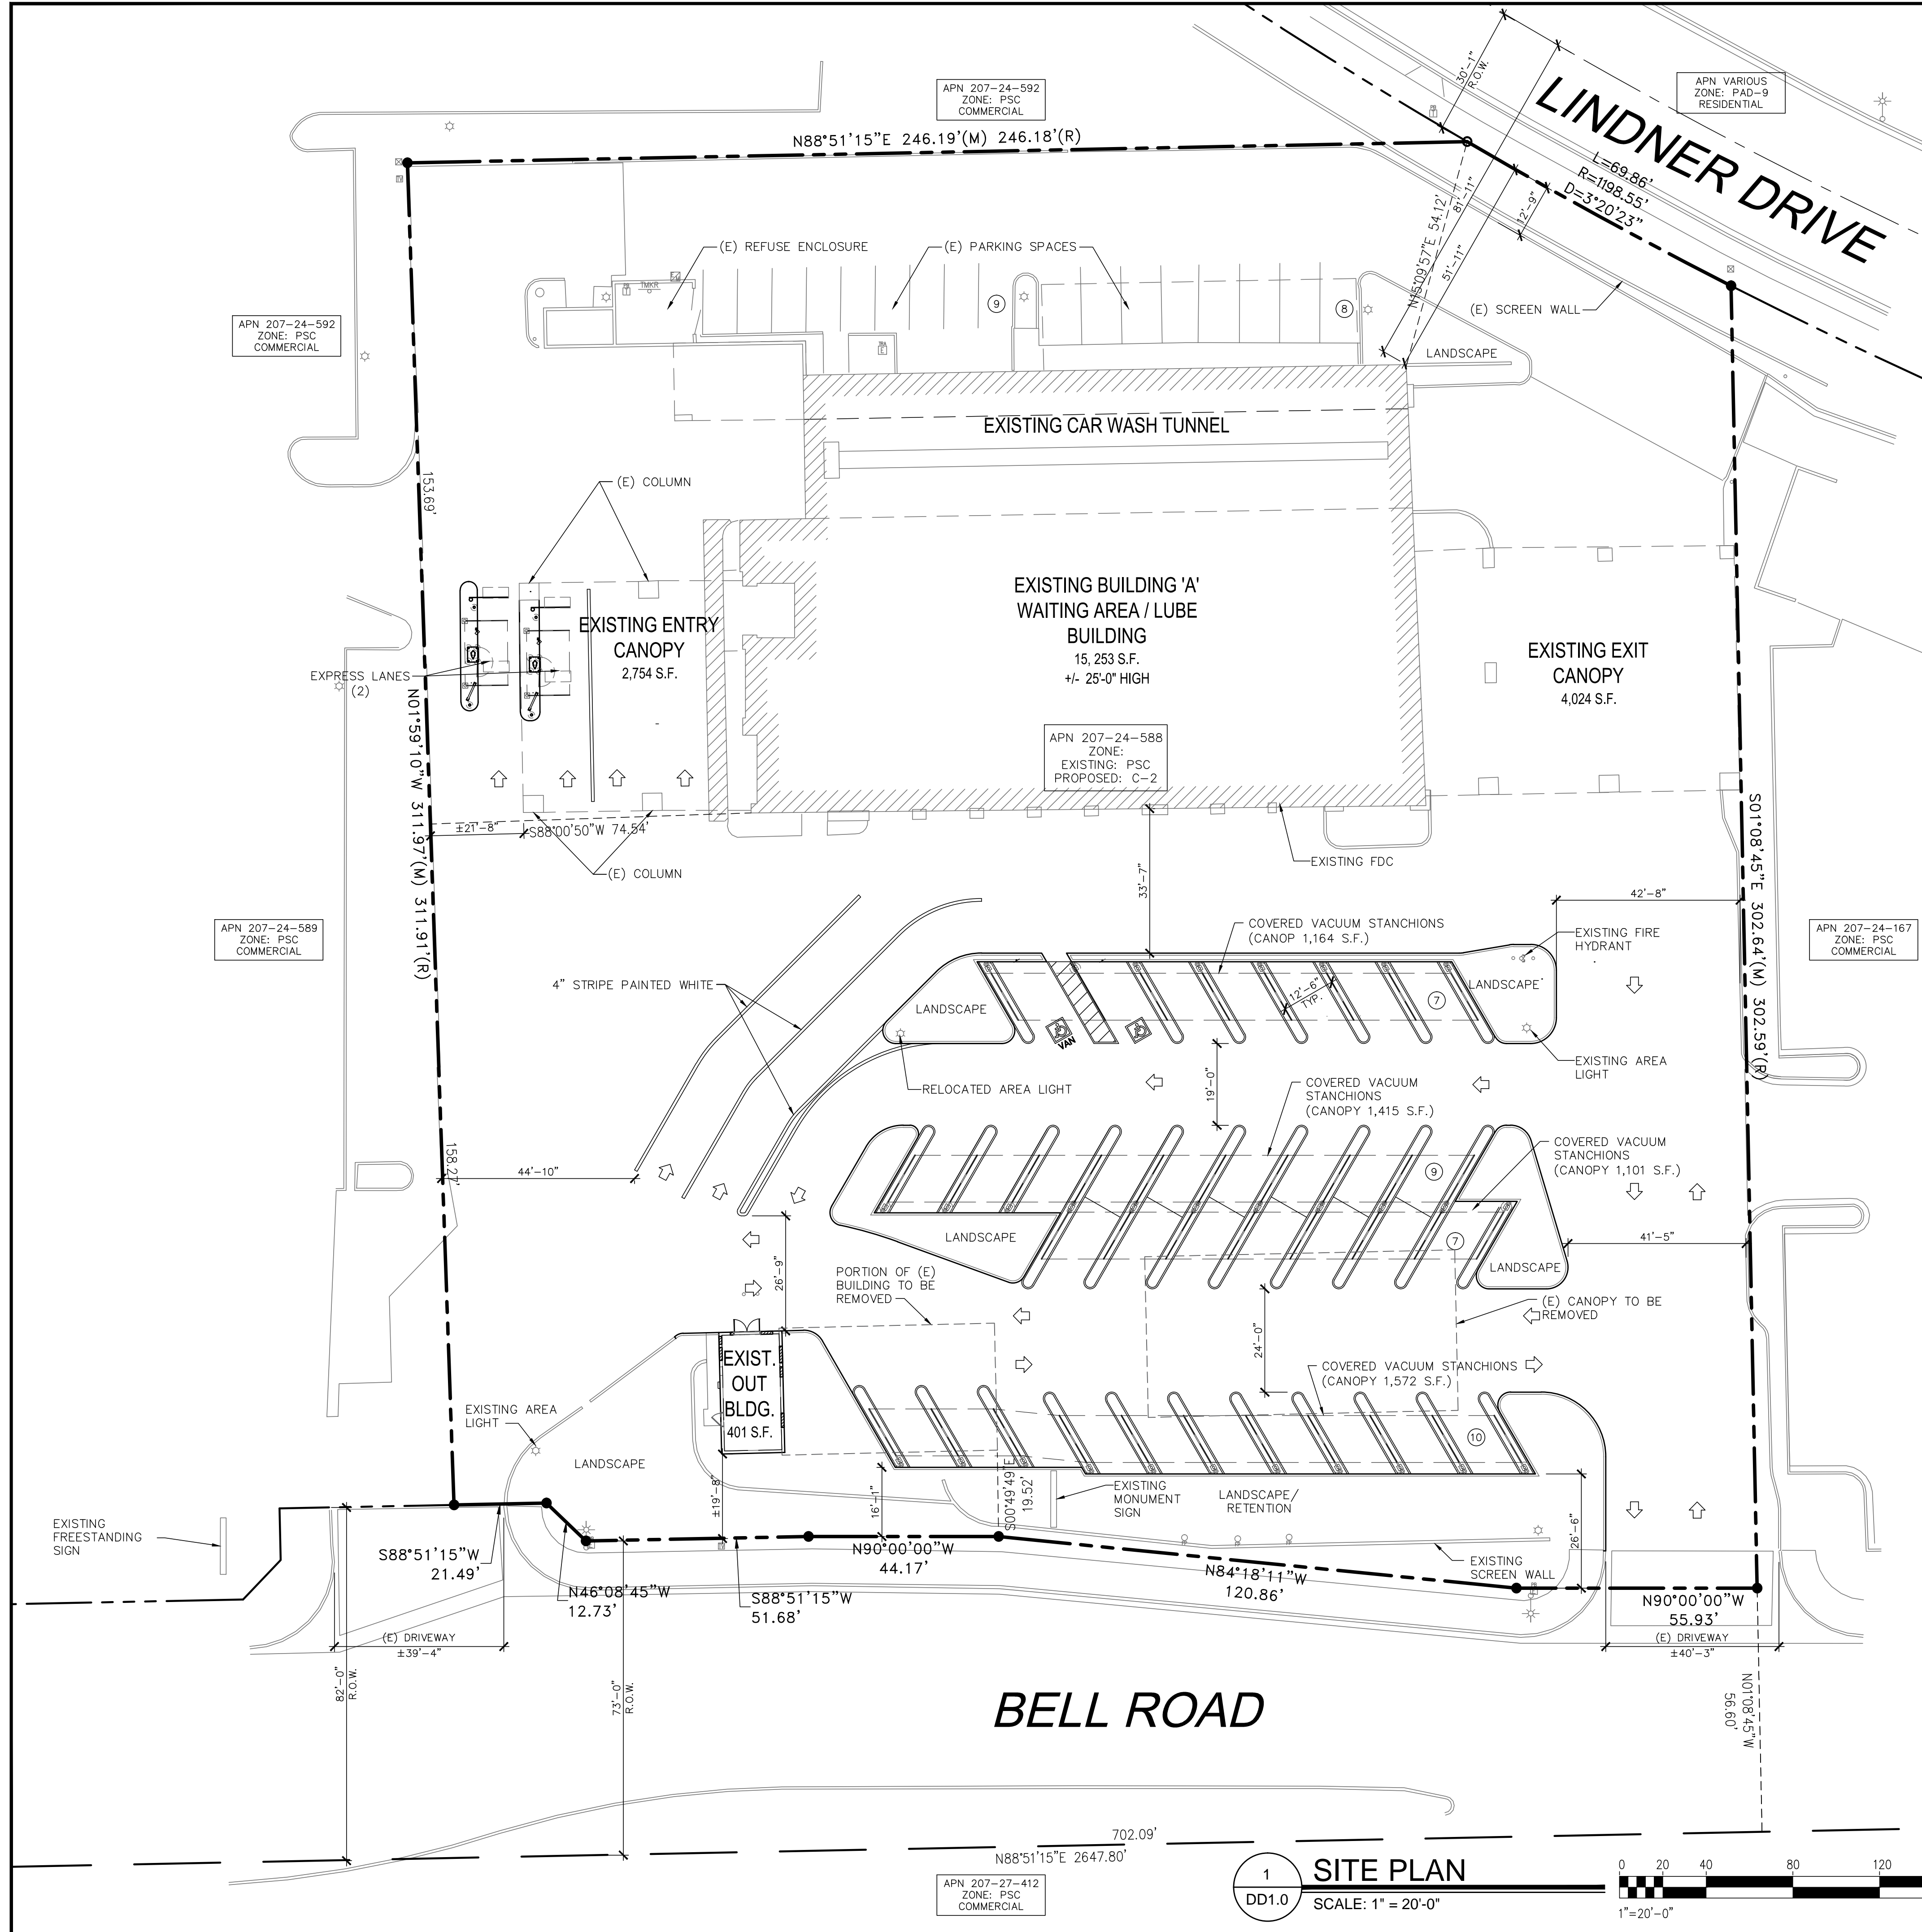 APN 207-24-592
ZONE: PSC
COMMERCIAL
N88°51'15"E 246.19'(M) 246.18'(R)
30'-1"
R.O.W.
APN VARIOUS
ZONE: PAD-9
RESIDENTIAL
LINDNER DRIVE
L=69.86'
R=1198.55'
D=3°20'23"
81'-11"
12'-9"
N15°09'57"E 54.12'
51'-11"
(E) REFUSE ENCLOSURE
(E) PARKING SPACES
TMKR
9
8
(E) SCREEN WALL
APN 207-24-592
ZONE: PSC
COMMERCIAL
LANDSCAPE
EXISTING CAR WASH TUNNEL
153.69'
(E) COLUMN
EXISTING ENTRY
CANOPY
2,754 S.F.
EXISTING BUILDING 'A'
WAITING AREA / LUBE
BUILDING
15, 253 S.F.
+/- 25'-0" HIGH
EXISTING EXIT
CANOPY
4,024 S.F.
EXPRESS LANES
(2)
N01°59'10"W 311.97'(M) 311.91'(R)
APN 207-24-588
ZONE:
EXISTING: PSC
PROPOSED: C-2
±21'-8"
S88°00'50"W 74.54'
(E) COLUMN
EXISTING FDC
33'-7"
S01°08'45"E 302.64'(M) 302.59'(R)
42'-8"
APN 207-24-589
ZONE: PSC
COMMERCIAL
APN 207-24-167
ZONE: PSC
COMMERCIAL
COVERED VACUUM STANCHIONS
(CANOP 1,164 S.F.)
EXISTING FIRE
HYDRANT
4" STRIPE PAINTED WHITE
LANDSCAPE
12'-6"
TYP.
7
LANDSCAPE
VAN
EXISTING AREA
LIGHT
RELOCATED AREA LIGHT
19'-0"
COVERED VACUUM
STANCHIONS
(CANOPY 1,415 S.F.)
COVERED VACUUM
STANCHIONS
(CANOPY 1,101 S.F.)
158.27'
44'-10"
9
LANDSCAPE
7
41'-5"
LANDSCAPE
26'-9"
PORTION OF (E)
BUILDING TO BE
REMOVED
(E) CANOPY TO BE
REMOVED
24'-0"
EXIST.
OUT
BLDG.
401 S.F.
COVERED VACUUM STANCHIONS
(CANOPY 1,572 S.F.)
EXISTING AREA
LIGHT
10
LANDSCAPE
±19'-8"
16'-1"
S00°49'49"E
19.52'
EXISTING
MONUMENT
SIGN
LANDSCAPE/
RETENTION
26'-6"
EXISTING
FREESTANDING
SIGN
S88°51'15"W
21.49'
N46°08'45"W
12.73'
S88°51'15"W
51.68'
N90°00'00"W
44.17'
N84°18'11"W
120.86'
EXISTING
SCREEN WALL
N90°00'00"W
55.93'
(E) DRIVEWAY
±39'-4"
(E) DRIVEWAY
±40'-3"
82'-0"
R.O.W.
73'-0"
R.O.W.
BELL ROAD
N01°08'45"W
56.60'
702.09'
N88°51'15"E 2647.80'
APN 207-27-412
ZONE: PSC
COMMERCIAL
1
DD1.0
SITE PLAN
SCALE: 1" = 20'-0"
0 20 40 80 120
1"=20'-0"